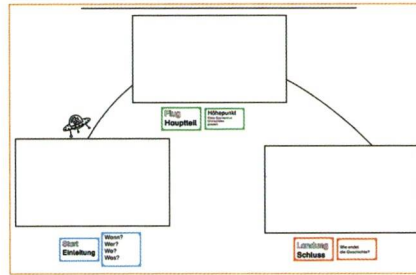 Flug
Hauptteil
Höhepunkt
Start
Einleitung
Wann?
Wer?
Wo?
Was?
Landung
Schluss
Wie endet
die Geschichte?